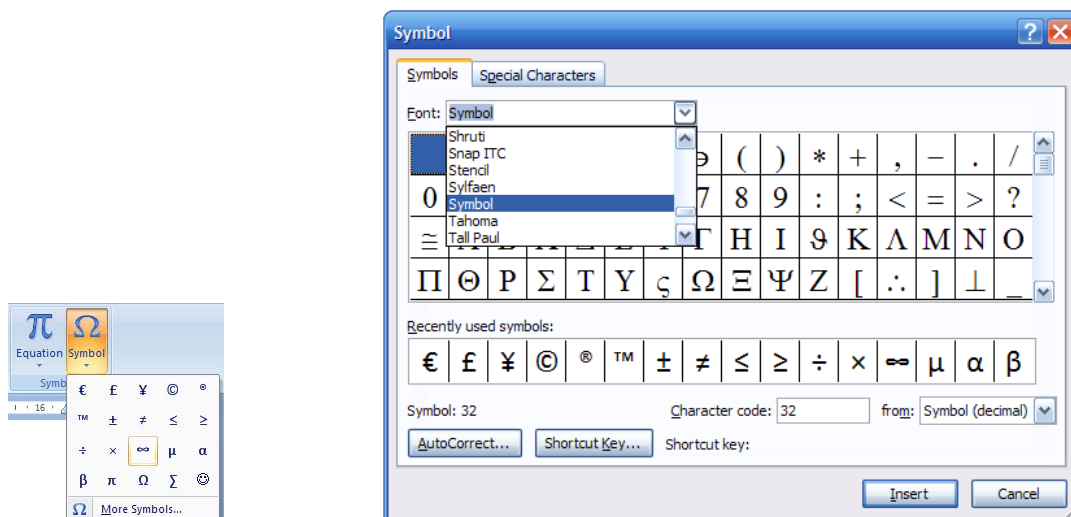 Symbol
Symbols Special Characters
Font: Symbol
Shruti
Snap ITC
Stencil
Sylfaen
Symbol
Tahoma
Tall Paul
( ) ∗ + , − . /
0 7 8 9 : ; < = > ?
≅ Γ Η Ι ϑ Κ Λ Μ Ν Ο
Π Θ Ρ Σ Τ Υ ς Ω Ξ Ψ Ζ [ ∴ ] ⊥ _
Recently used symbols:
€ £ ¥ © ® ™ ± ≠ ≤ ≥ ÷ × ∞ µ α β
Symbol: 32 Character code: 32 from: Symbol (decimal)
AutoCorrect... Shortcut Key... Shortcut key:
Insert Cancel
π Ω
Equation Symbol
Symb
1 · 16 ·
€ £ ¥ © ®
™ ± ≠ ≤ ≥
÷ × ∞ µ α
β π Ω ∑ ☺
Ω More Symbols...